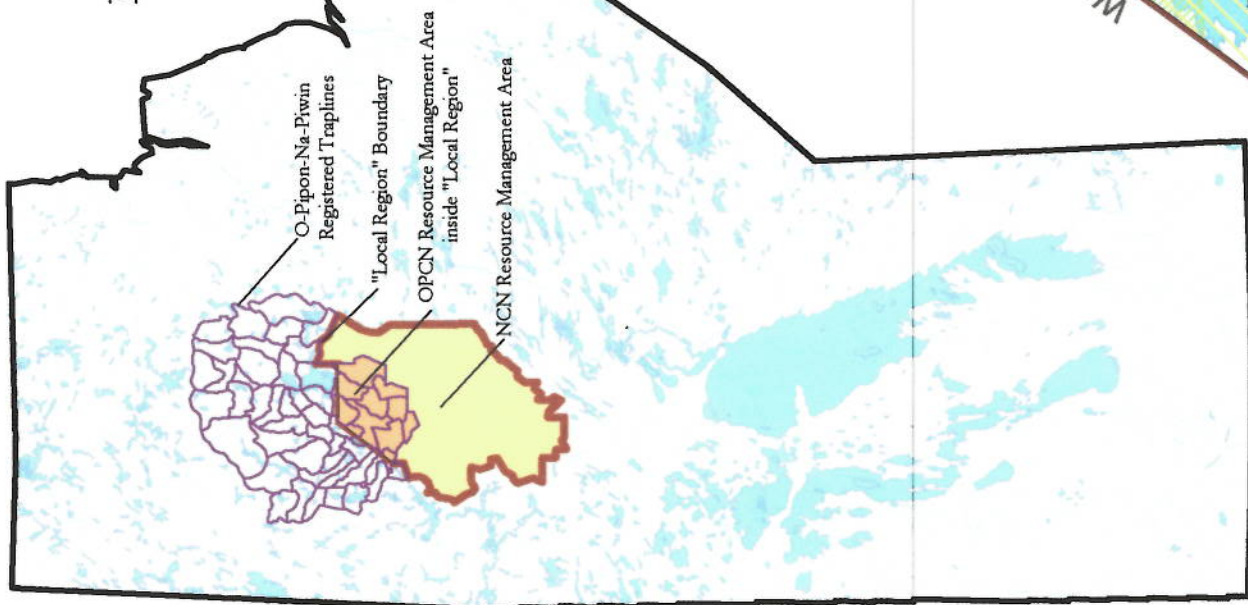 O-Pipon-Na-Piwin
Registered Traplines
"Local Region" Boundary
OPCN Resource Management Area
inside "Local Region"
NCN Resource Management Area
W